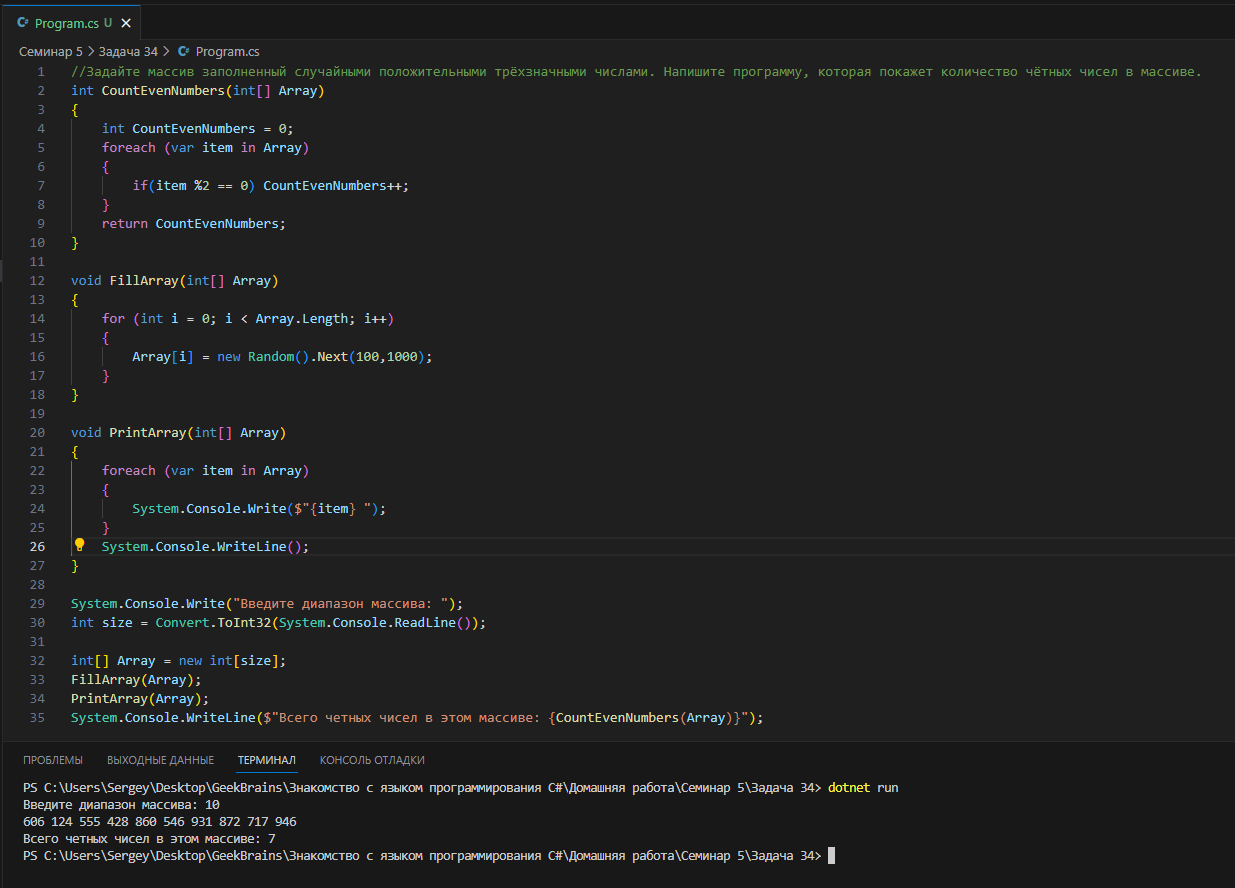 Program.cs U
Семинар 5 > Задача 34 > Program.cs
1 //Задайте массив заполненный случайными положительными трёхзначными числами. Напишите программу, которая покажет количество чётных чисел в массиве.
2 int CountEvenNumbers(int[] Array)
3 {
4     int CountEvenNumbers = 0;
5     foreach (var item in Array)
6     {
7         if(item %2 == 0) CountEvenNumbers++;
8     }
9     return CountEvenNumbers;
10 }
11
12 void FillArray(int[] Array)
13 {
14     for (int i = 0; i < Array.Length; i++)
15     {
16         Array[i] = new Random().Next(100,1000);
17     }
18 }
19
20 void PrintArray(int[] Array)
21 {
22     foreach (var item in Array)
23     {
24         System.Console.Write($"{item} ");
25     }
26     System.Console.WriteLine();
27 }
28
29 System.Console.Write("Введите диапазон массива: ");
30 int size = Convert.ToInt32(System.Console.ReadLine());
31
32 int[] Array = new int[size];
33 FillArray(Array);
34 PrintArray(Array);
35 System.Console.WriteLine($"Всего четных чисел в этом массиве: {CountEvenNumbers(Array)}");
ПРОБЛЕМЫ ВЫХОДНЫЕ ДАННЫЕ ТЕРМИНАЛ КОНСОЛЬ ОТЛАДКИ
PS C:\Users\Sergey\Desktop\GeekBrains\Знакомство с языком программирования C#\Домашняя работа\Семинар 5\Задача 34> dotnet run
Введите диапазон массива: 10
606 124 555 428 860 546 931 872 717 946
Всего четных чисел в этом массиве: 7
PS C:\Users\Sergey\Desktop\GeekBrains\Знакомство с языком программирования C#\Домашняя работа\Семинар 5\Задача 34>